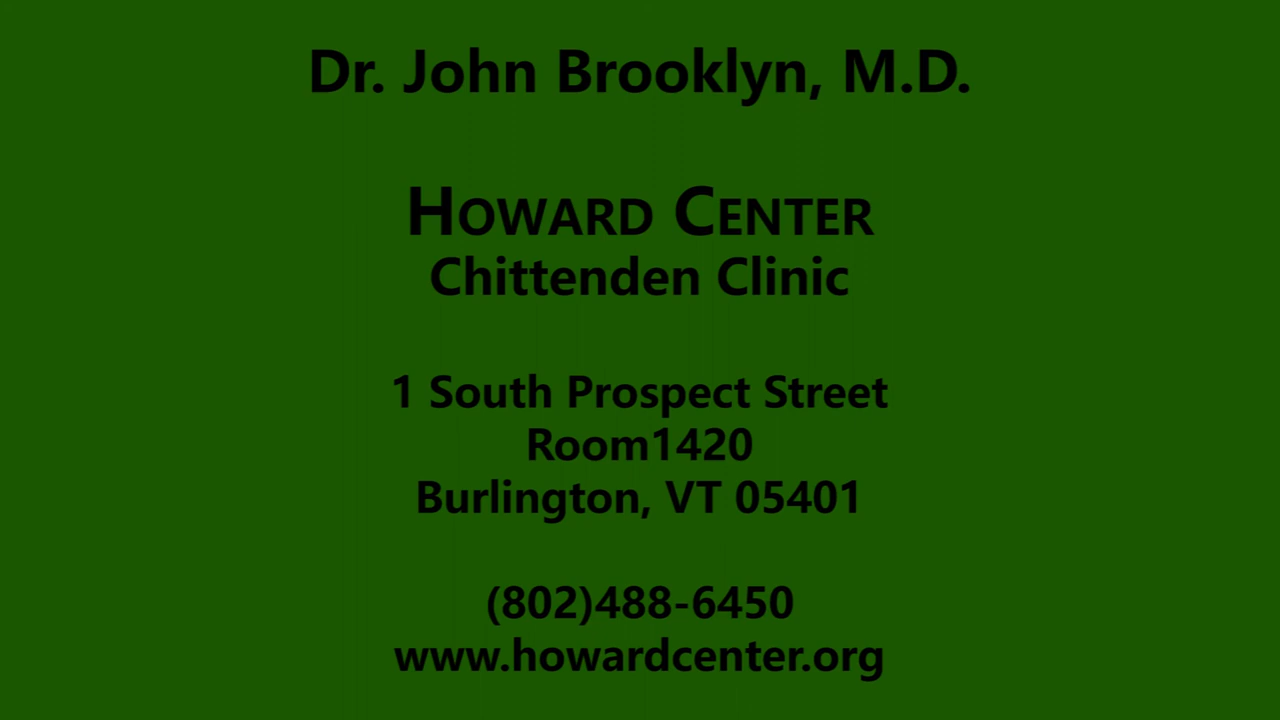 Dr. John Brooklyn, M.D.
Howard Center
Chittenden Clinic
1 South Prospect Street
Room1420
Burlington, VT 05401
(802)488-6450
www.howardcenter.org